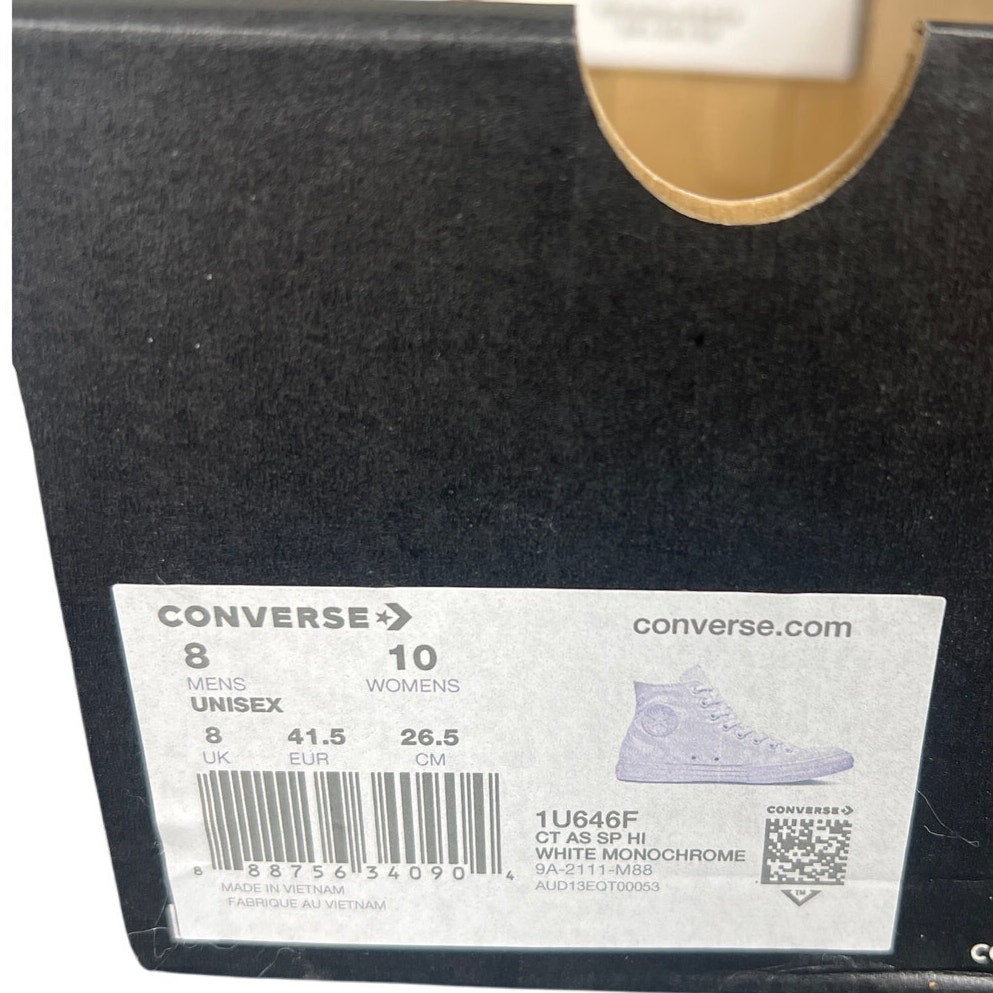 CONVERSE
converse.com
8 10
MENS WOMENS
UNISEX
8 41.5 26.5
UK EUR CM
1U646F
CT AS SP HI
WHITE MONOCHROME
9A-2111-M88
AUD13EQT00053
CONVERSE
TM
8 88756 34090 4
MADE IN VIETNAM
FABRIQUE AU VIETNAM